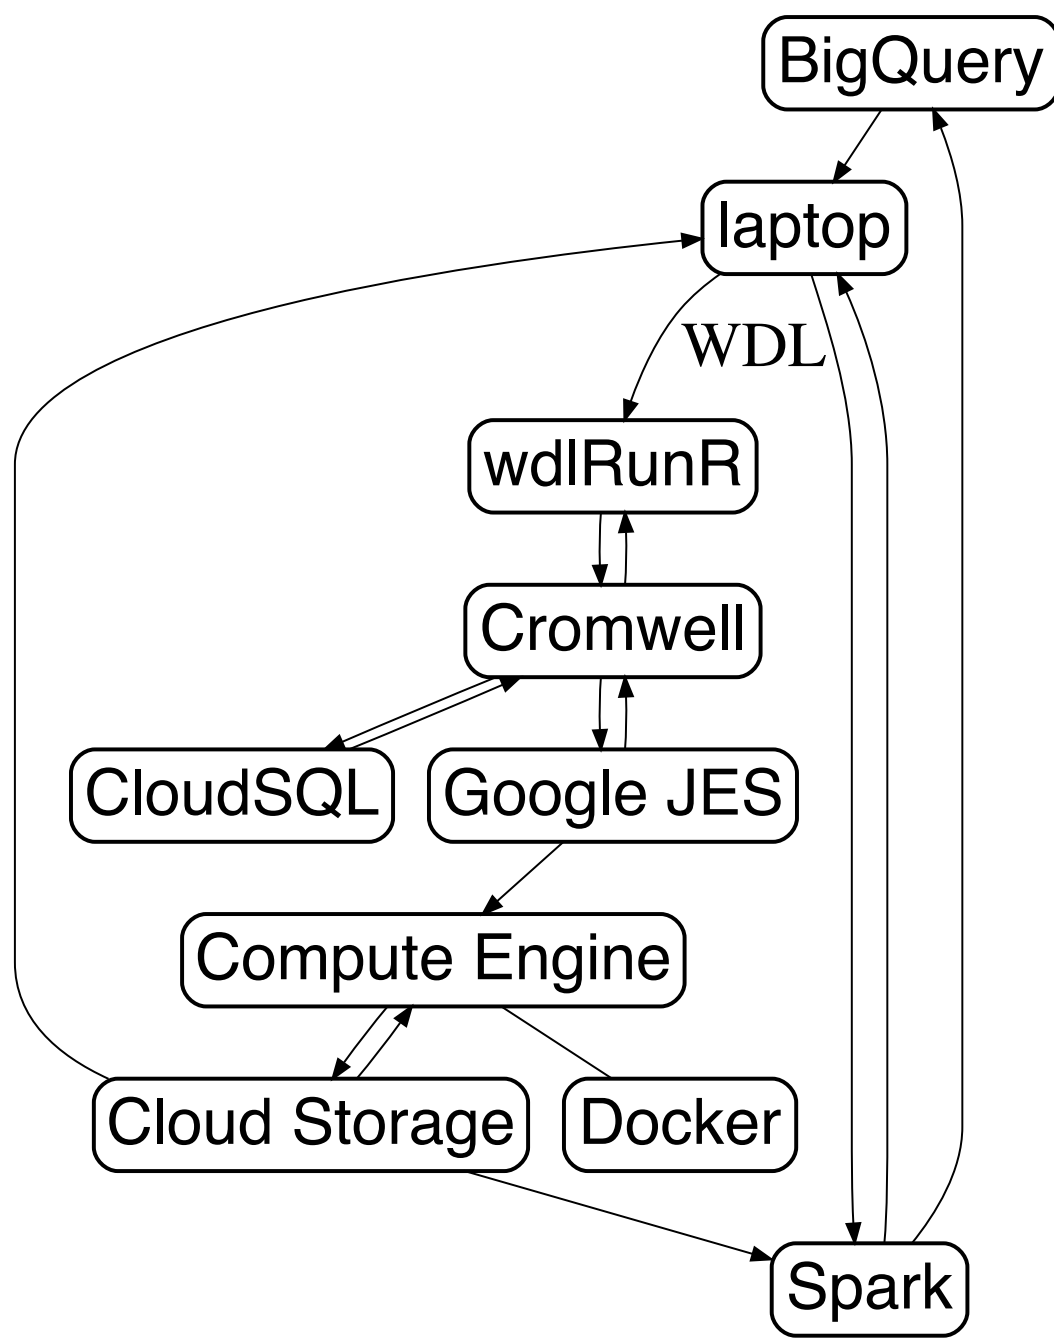 BigQuery
laptop
WDL
wdlRunR
Cromwell
CloudSQL
Google JES
Compute Engine
Cloud Storage
Docker
Spark